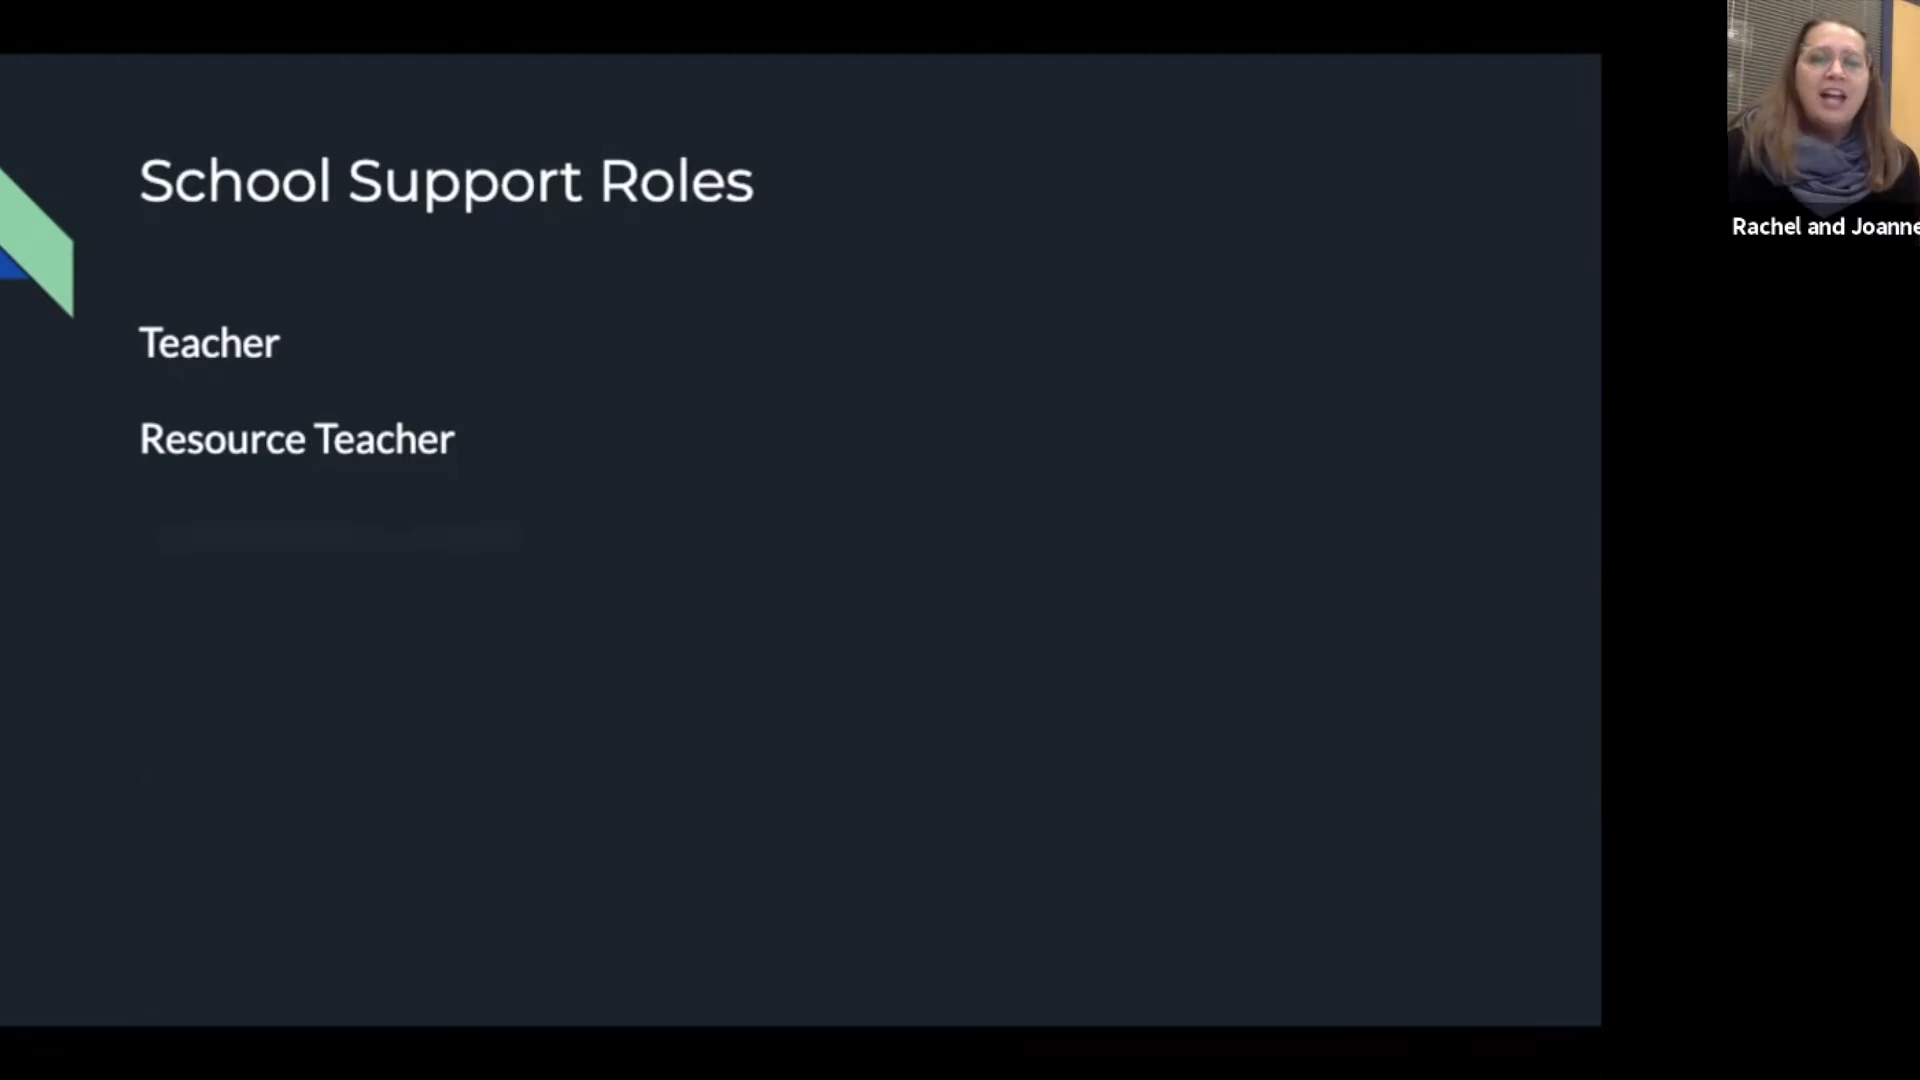 School Support Roles
Teacher
Resource Teacher
Rachel and Joanne